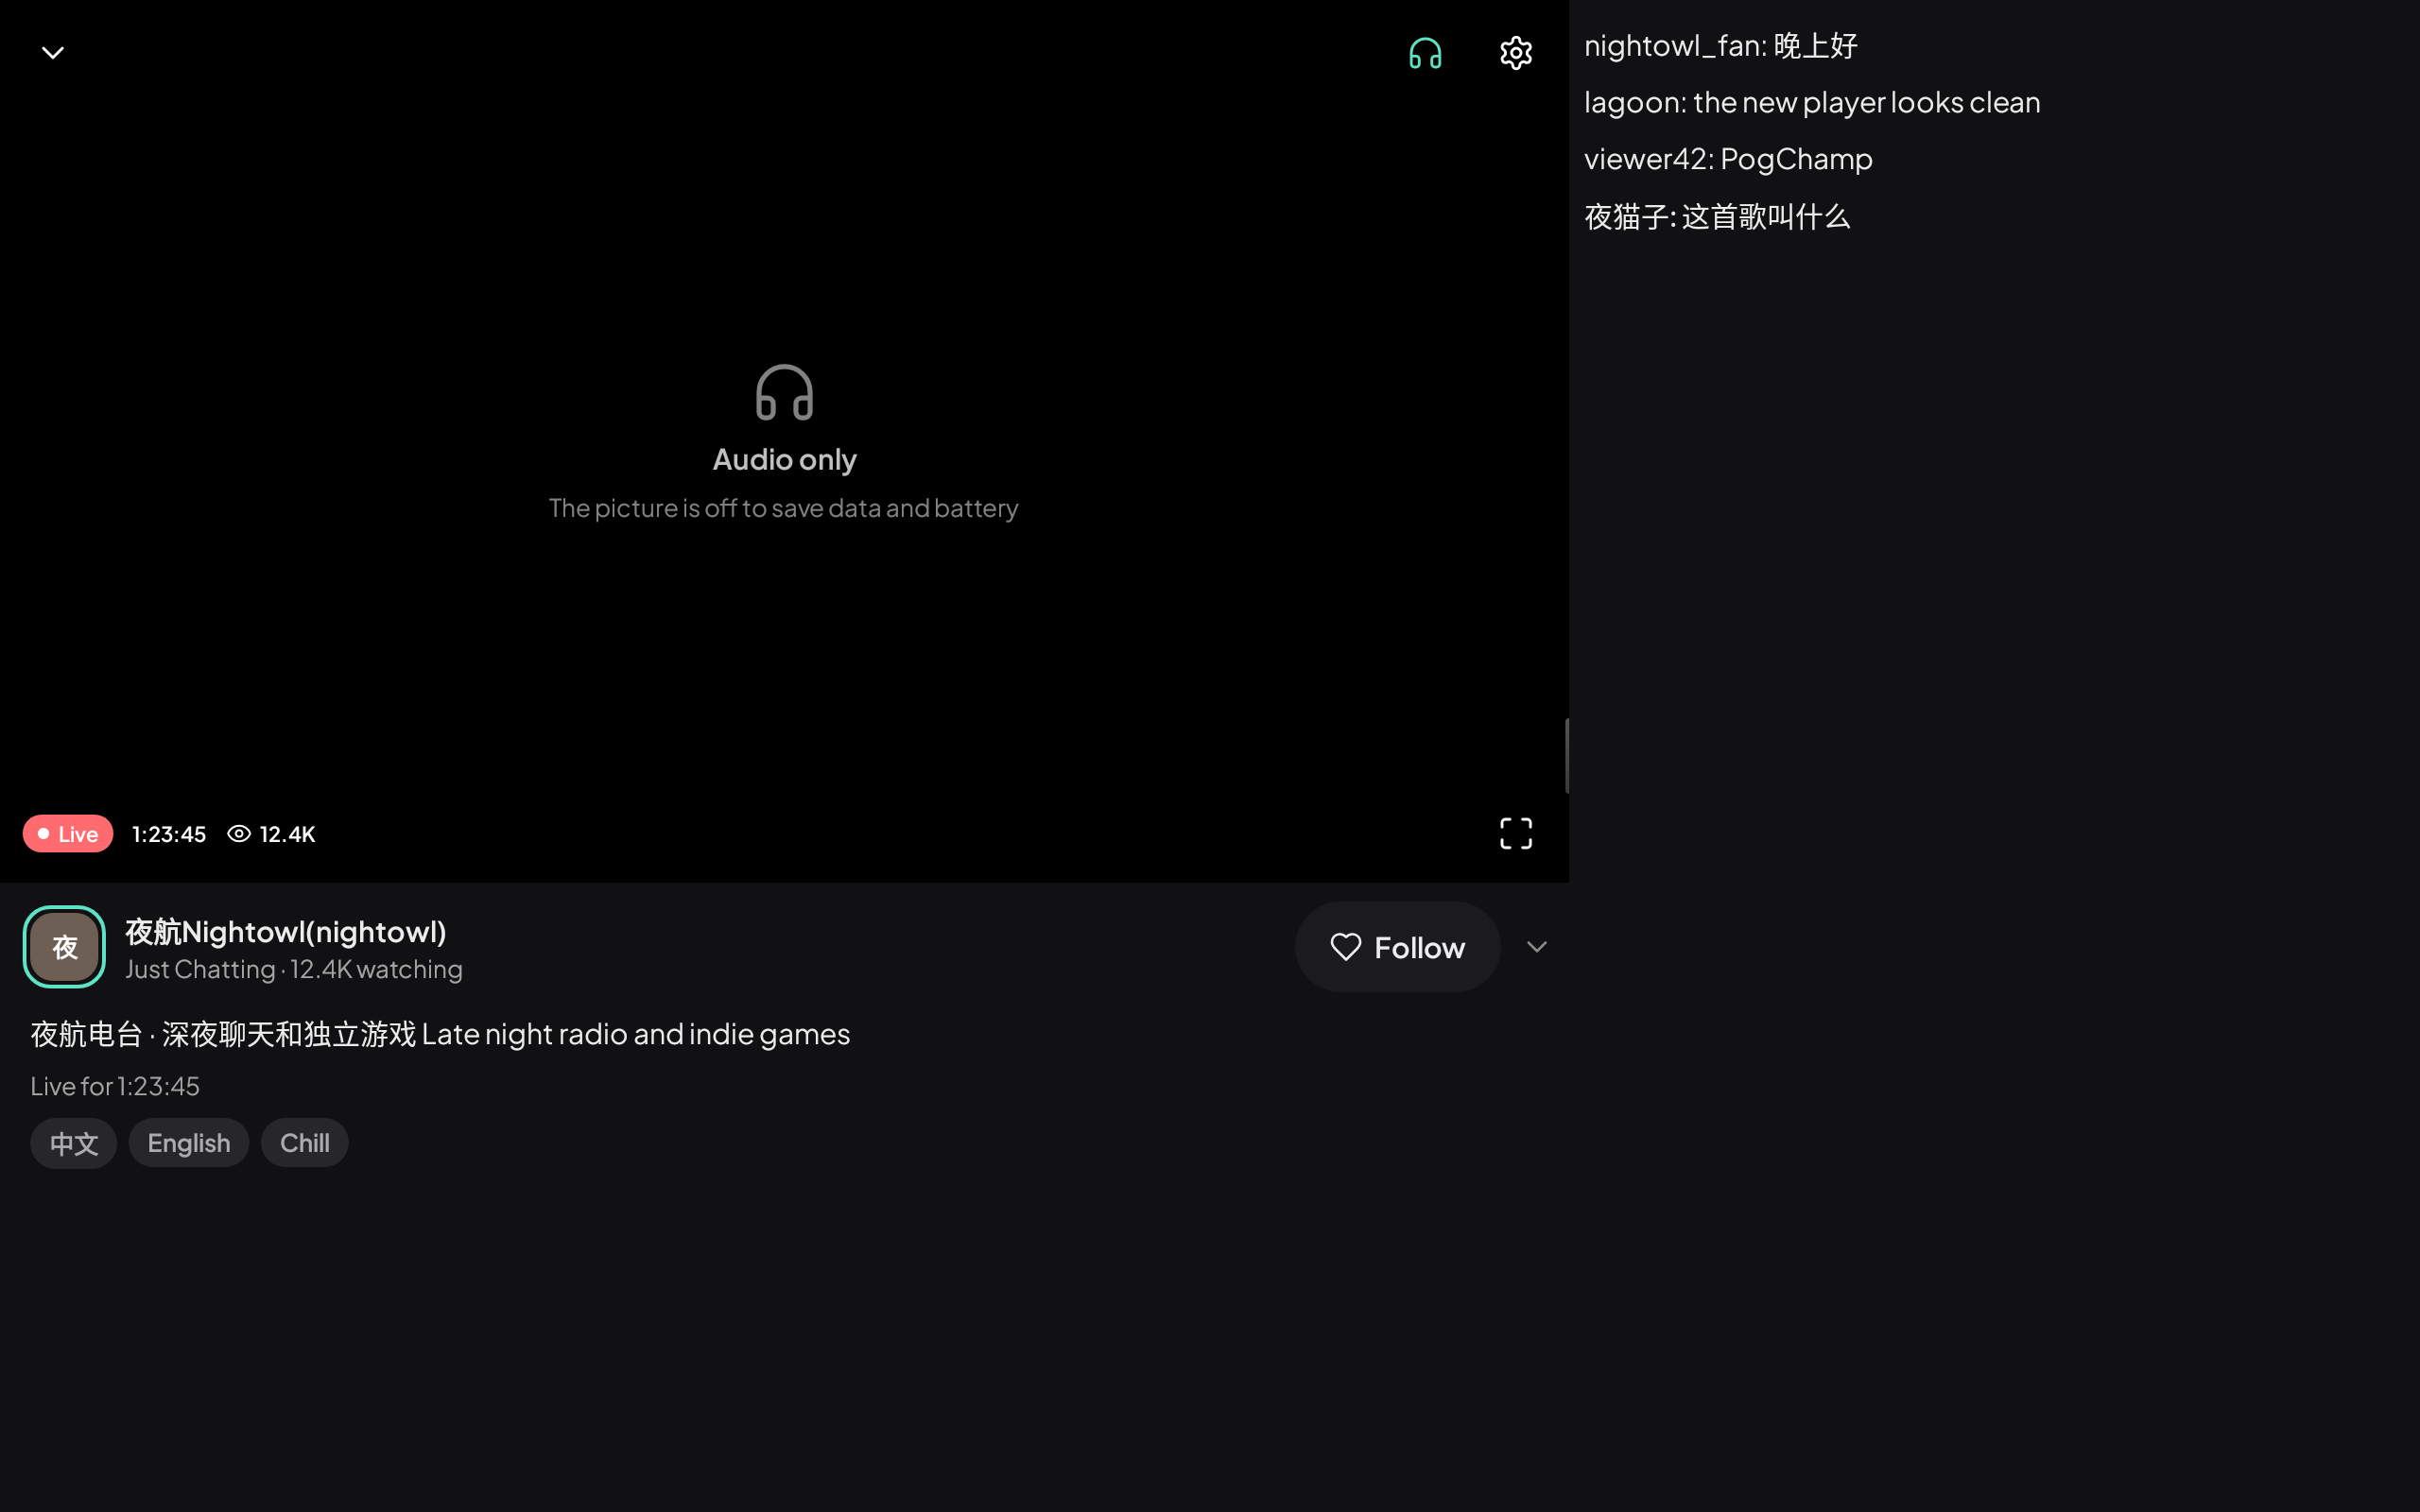 Audio only
The picture is off to save data and battery
Live 1:23:45 12.4K
夜
夜航Nightowl(nightowl)
Just Chatting · 12.4K watching
Follow
夜航电台 · 深夜聊天和独立游戏 Late night radio and indie games
Live for 1:23:45
中文 English Chill
nightowl_fan: 晚上好
lagoon: the new player looks clean
viewer42: PogChamp
夜猫子: 这首歌叫什么